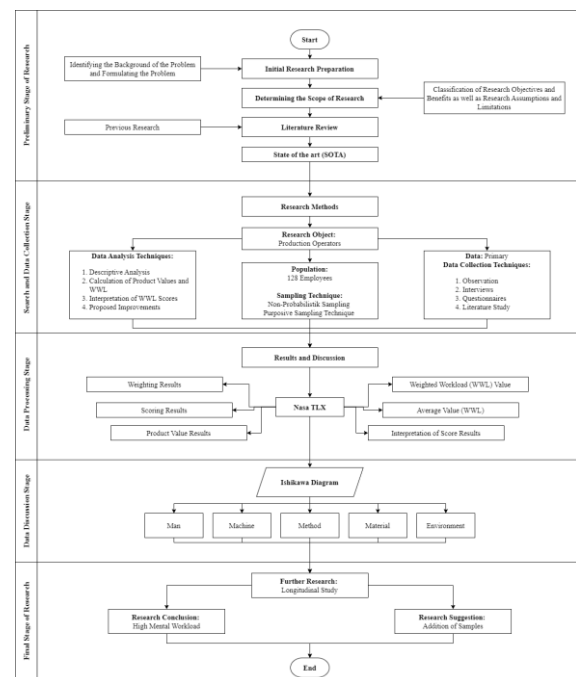 Preliminary Stage of Research
Start
Identifying the Background of the Problem
and Formulating the Problem
Initial Research Preparation
Determining the Scope of Research
Classification of Research Objectives and
Benefits as well as Research Assumptions and
Limitations
Previous Research
Literature Review
State of the art (SOTA)
Search and Data Collection Stage
Research Methods
Research Object:
Production Operators
Data Analysis Techniques:
1. Descriptive Analysis
2. Calculation of Product Values and
WWL
3. Interpretation of WWL Scores
4. Proposed Improvements
Population:
128 Employees
Sampling Technique:
Non-Probabilistik Sampling
Purposive Sampling Technique
Data: Primary
Data Collection Techniques:
1. Observation
2. Interviews
3. Questionnaires
4. Literature Study
Data Processing Stage
Results and Discussion
Weighting Results
Weighted Workload (WWL) Value
Scoring Results
Nasa TLX
Average Value (WWL)
Product Value Results
Interpretation of Score Results
Data Discussion Stage
Ishikawa Diagram
Man
Machine
Method
Material
Environment
Final Stage of Research
Further Research:
Longitudinal Study
Research Conclusion:
High Mental Workload
Research Suggestion:
Addition of Samples
End